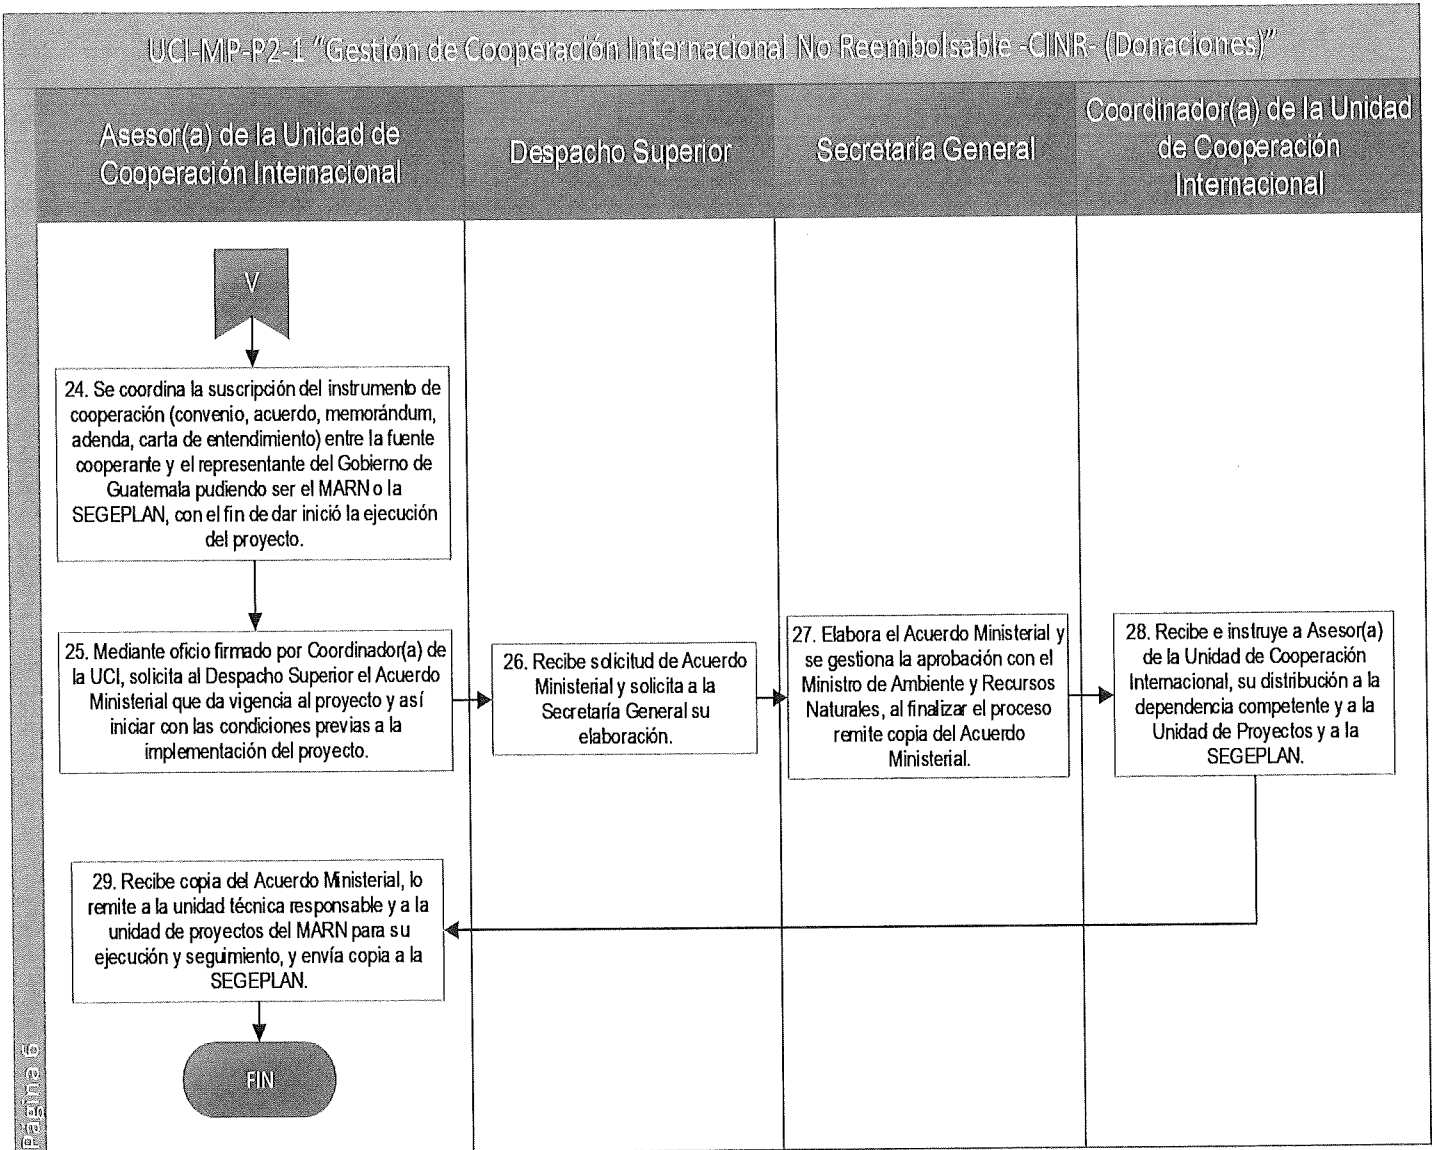 UCI-MP-P2-1 “Gestión de Cooperación Internacional No Reembolsable -CINR- (Donaciones)”
Asesor(a) de la Unidad de
Cooperación Internacional
Despacho Superior
Secretaría General
Coordinador(a) de la Unidad
de Cooperación
Internacional
V
24. Se coordina la suscripción del instrumento de
cooperación (convenio, acuerdo, memorándum,
adenda, carta de entendimiento) entre la fuente
cooperante y el representante del Gobierno de
Guatemala pudiendo ser el MARN o la
SEGEPLAN, con el fin de dar inició la ejecución
del proyecto.
25. Mediante oficio firmado por Coordinador(a) de
la UCI, solicita al Despacho Superior el Acuerdo
Ministerial que da vigencia al proyecto y así
iniciar con las condiciones previas a la
implementación del proyecto.
26. Recibe solicitud de Acuerdo
Ministerial y solicita a la
Secretaría General su
elaboración.
27. Elabora el Acuerdo Ministerial y
se gestiona la aprobación con el
Ministro de Ambiente y Recursos
Naturales, al finalizar el proceso
remite copia del Acuerdo
Ministerial.
28. Recibe e instruye a Asesor(a)
de la Unidad de Cooperación
Internacional, su distribución a la
dependencia competente y a la
Unidad de Proyectos y a la
SEGEPLAN.
29. Recibe copia del Acuerdo Ministerial, lo
remite a la unidad técnica responsable y a la
unidad de proyectos del MARN para su
ejecución y seguimiento, y envía copia a la
SEGEPLAN.
FIN
Página 6